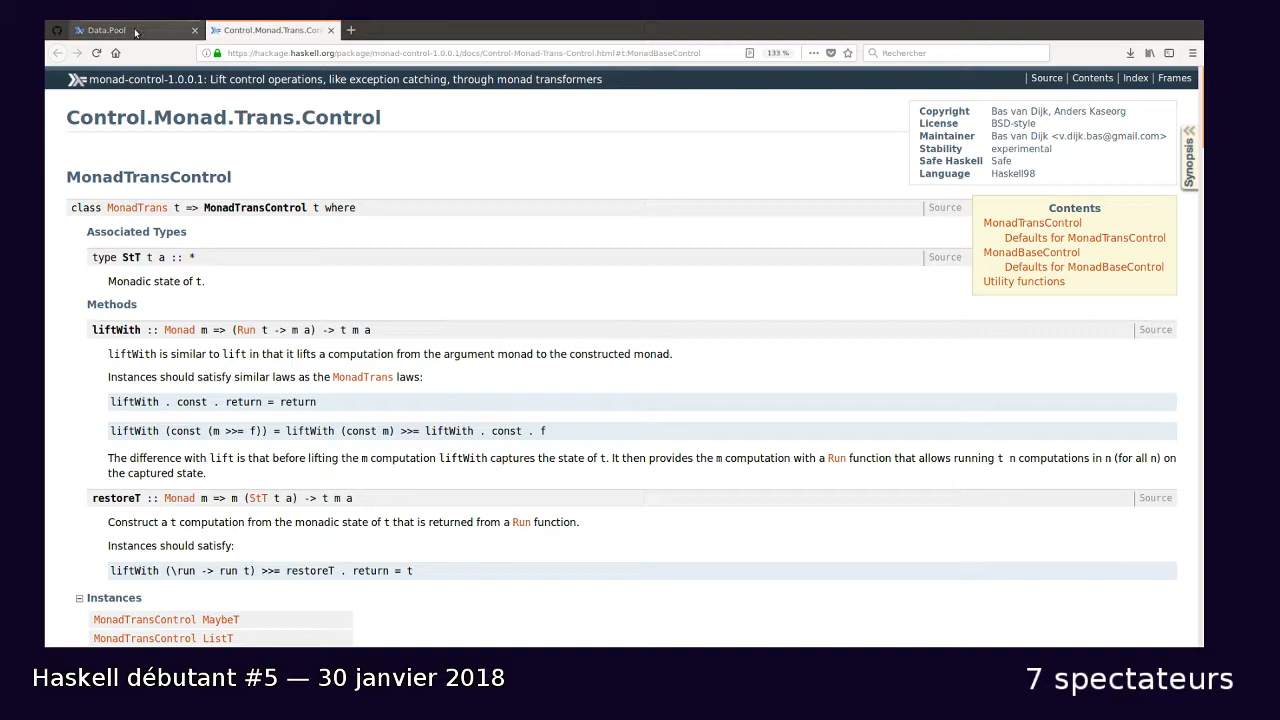 Data.Pool
Control.Monad.Trans.Con
https://hackage.haskell.org/package/monad-control-1.0.0.1/docs/Control-Monad-Trans-Control.html#t:MonadBaseControl
133 %
Rechercher
monad-control-1.0.0.1: Lift control operations, like exception catching, through monad transformers
| Source | Contents | Index | Frames
Control.Monad.Trans.Control
Copyright Bas van Dijk, Anders Kaseorg
License BSD-style
Maintainer Bas van Dijk <v.dijk.bas@gmail.com>
Stability experimental
Safe Haskell Safe
Language Haskell98
Synopsis
MonadTransControl
class MonadTrans t => MonadTransControl t where
Source
Contents
MonadTransControl
Defaults for MonadTransControl
MonadBaseControl
Defaults for MonadBaseControl
Utility functions
Associated Types
type StT t a :: *
Source
Monadic state of t.
Methods
liftWith :: Monad m => (Run t -> m a) -> t m a
Source
liftWith is similar to lift in that it lifts a computation from the argument monad to the constructed monad.
Instances should satisfy similar laws as the MonadTrans laws:
liftWith . const . return = return
liftWith (const (m >>= f)) = liftWith (const m) >>= liftWith . const . f
The difference with lift is that before lifting the m computation liftWith captures the state of t. It then provides the m computation with a Run function that allows running t n computations in n (for all n) on
the captured state.
restoreT :: Monad m => m (StT t a) -> t m a
Source
Construct a t computation from the monadic state of t that is returned from a Run function.
Instances should satisfy:
liftWith (\run -> run t) >>= restoreT . return = t
Instances
MonadTransControl MaybeT
MonadTransControl ListT
Haskell débutant #5 — 30 janvier 2018
7 spectateurs